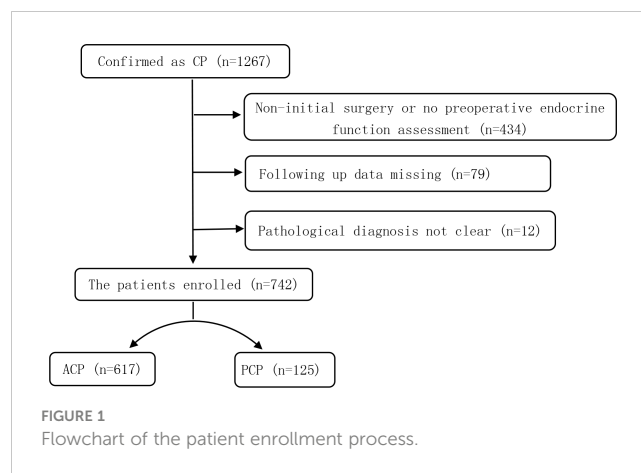 Confirmed as CP (n=1267)
Non-initial surgery or no preoperative endocrine
function assessment (n=434)
Following up data missing (n=79)
Pathological diagnosis not clear (n=12)
The patients enrolled (n=742)
ACP (n=617)
PCP (n=125)
FIGURE 1
Flowchart of the patient enrollment process.